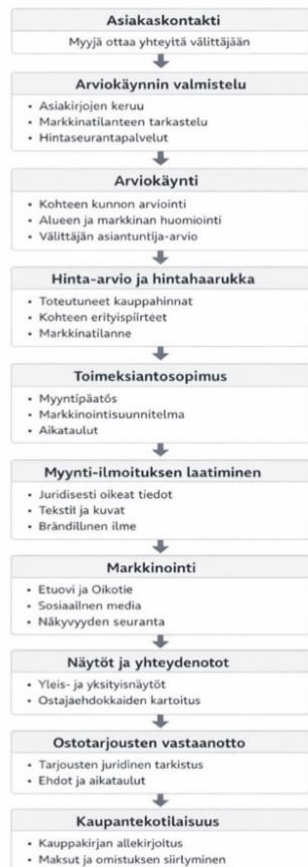 Asiakaskontakti
Myyjä ottaa yhteyitä välittäjään
Arviokäynnin valmistelu
• Asiakirjojen keruu
• Markkinatilanteen tarkastelu
• Hintaseurantapalvelut
Arviokäynti
• Kohteen kunnon arviointi
• Alueen ja markkinan huomiointi
• Välittäjän asiantuntija-arvio
Hinta-arvio ja hintahaarukka
• Toteutuneet kauppahinnat
• Kohteen erityispiirteet
• Markkinatilanne
Toimeksiantosopimus
• Myyntipäatös
• Markkinointisuunnitelma
• Aikataulut
Myynti-ilmoituksen laatiminen
• Juridisesti oikeat tiedot
• Tekstit ja kuvat
• Brändillinen ilme
Markkinointi
• Etuovi ja Oikotie
• Sosiaalinen media
• Näkyvyyden seuranta
Näytöt ja yhteydenotot
• Yleis- ja yksityisnäytöt
• Ostajaehdokkaiden kartoitus
Ostotarjousten vastaanotto
• Tarjousten juridinen tarkistus
• Ehdot ja aikataulut
Kaupantekotilaisuus
• Kauppakirjan allekirjoitus
• Maksut ja omistuksen siirlyminen